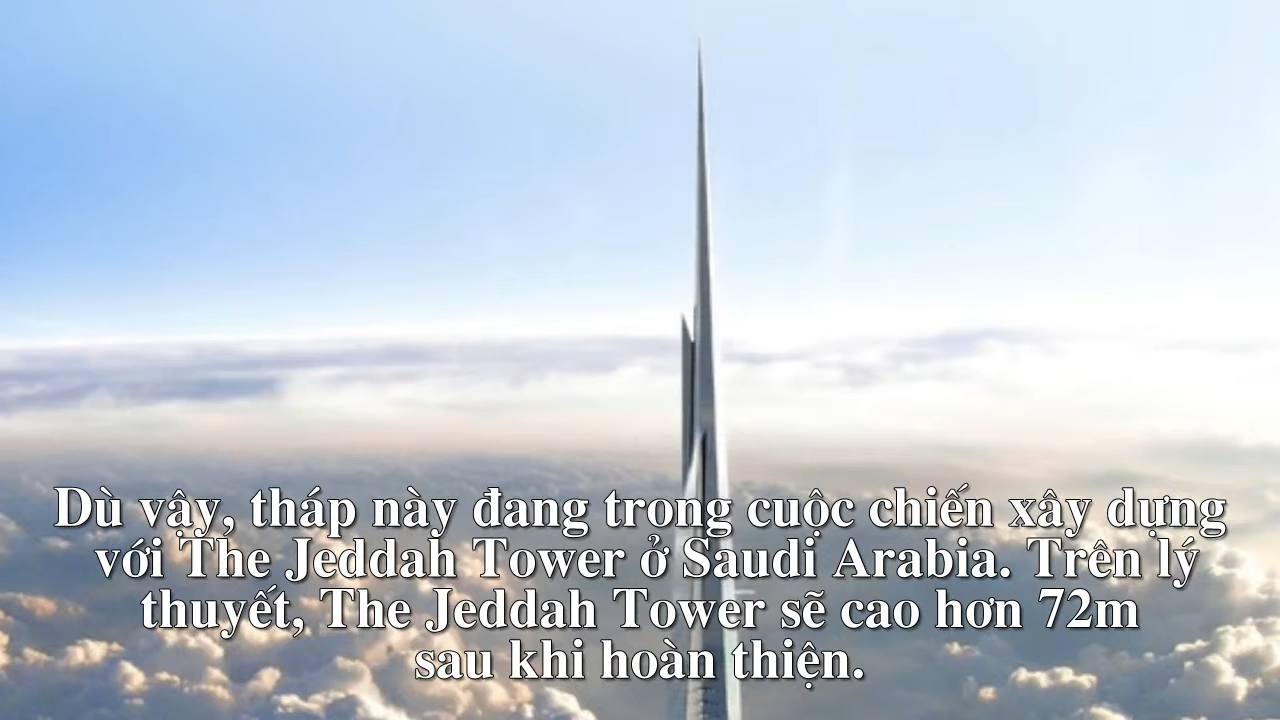 Dù vậy, tháp này đang trong cuộc chiến xây dựng
với The Jeddah Tower ở Saudi Arabia. Trên lý
thuyết, The Jeddah Tower sẽ cao hơn 72m
sau khi hoàn thiện.